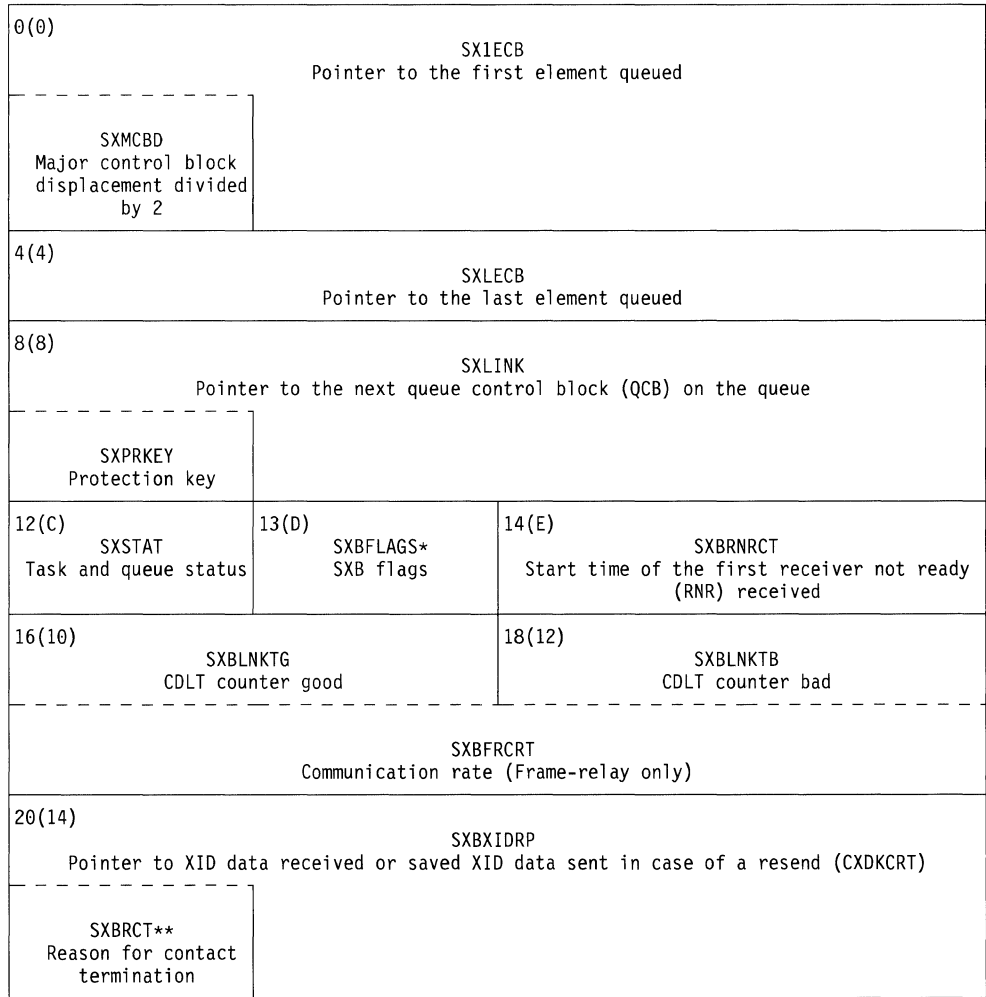 0(0)
SX1ECB
Pointer to the first element queued
SXMCBD
Major control block
displacement divided
by 2
4(4)
SXLECB
Pointer to the last element queued
8(8)
SXLINK
Pointer to the next queue control block (QCB) on the queue
SXPRKEY
Protection key
12(C)
SXSTAT
Task and queue status
13(D)
SXBFLAGS*
SXB flags
14(E)
SXBRNRCT
Start time of the first receiver not ready
(RNR) received
16(10)
SXBLNKTG
CDLT counter good
18(12)
SXBLNKTB
CDLT counter bad
SXBFRCRT
Communication rate (Frame-relay only)
20(14)
SXBXIDRP
Pointer to XID data received or saved XID data sent in case of a resend (CXDKCRT)
SXBRCT**
Reason for contact
termination